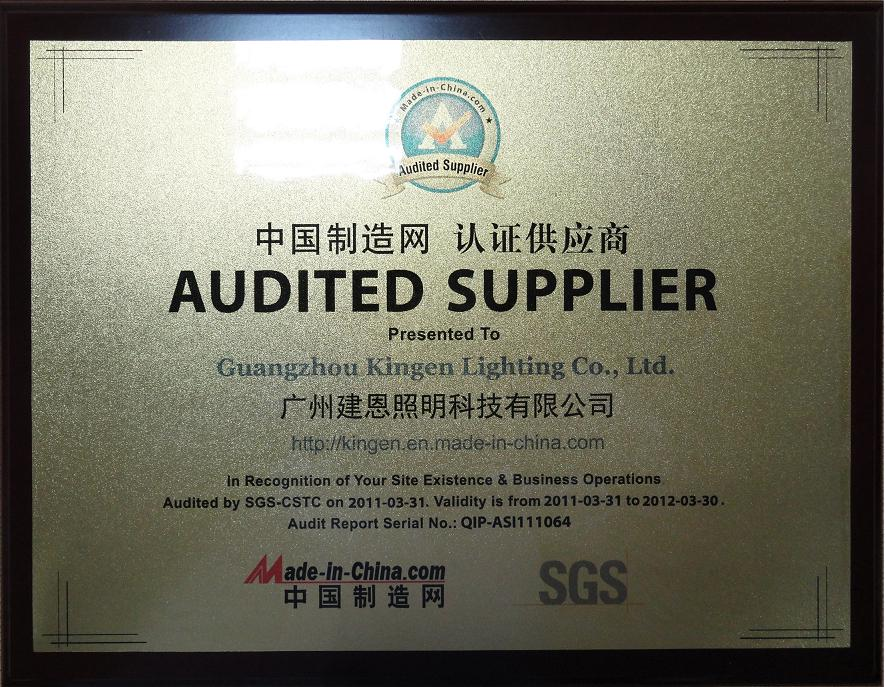 Made-in-China.com
Audited Supplier
中国制造网 认证供应商
AUDITED SUPPLIER
Presented To
Guangzhou Kingen Lighting Co., Ltd.
广州建恩照明科技有限公司
http://kingen.en.made-in-china.com
In Recognition of Your Site Existence & Business Operations
Audited by SGS-CSTC on 2011-03-31. Validity is from 2011-03-31 to 2012-03-30.
Audit Report Serial No.: QIP-ASI111064
Made-in-China.com
中国制造网
SGS